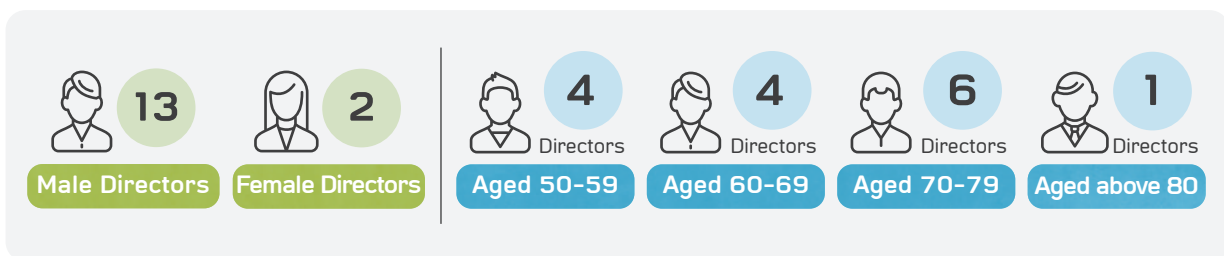 13
Male Directors
2
Female Directors
4
Directors
Aged 50-59
4
Directors
Aged 60-69
6
Directors
Aged 70-79
1
Directors
Aged above 80